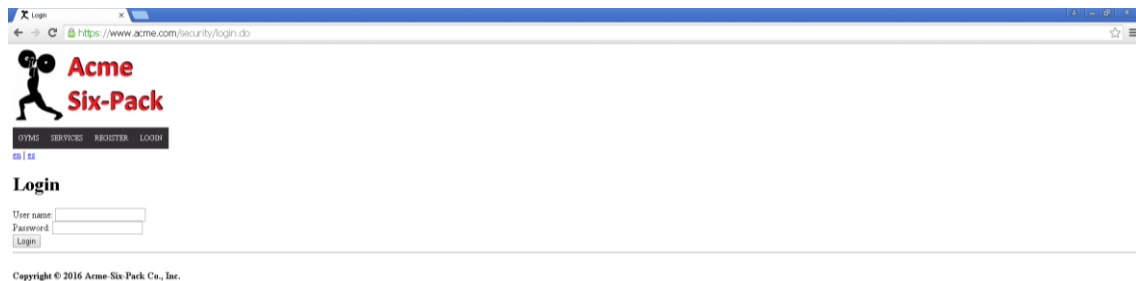 Login
https://www.acme.com/security/login.do
Acme
Six-Pack
GYMS SERVICES REGISTER LOGIN
en | es
Login
User name:
Password:
Login
Copyright © 2016 Acme-Six-Pack Co., Inc.